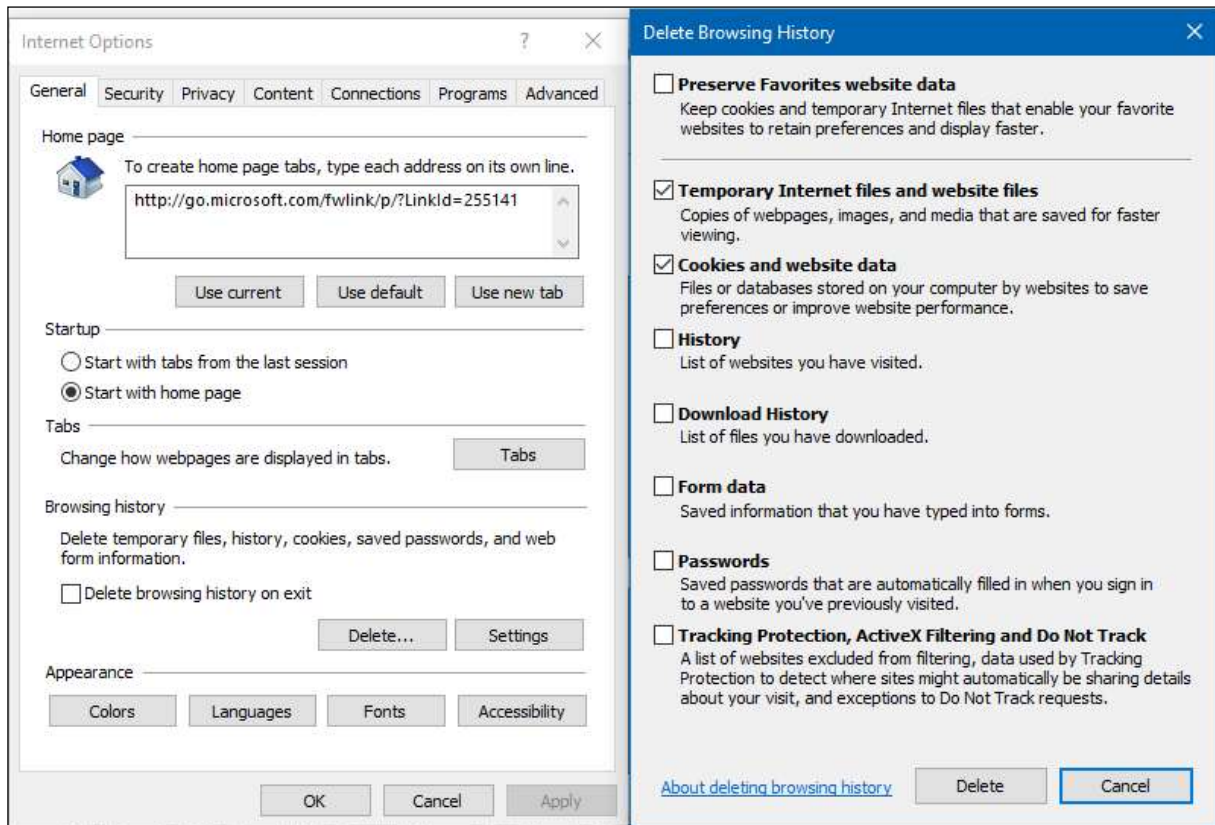 Internet Options
?
General Security Privacy Content Connections Programs Advanced
Home page
To create home page tabs, type each address on its own line.
http://go.microsoft.com/fwlink/p/?LinkId=255141
Use current Use default Use new tab
Startup
Start with tabs from the last session
Start with home page
Tabs
Change how webpages are displayed in tabs. Tabs
Browsing history
Delete temporary files, history, cookies, saved passwords, and web
form information.
Delete browsing history on exit
Delete... Settings
Appearance
Colors Languages Fonts Accessibility
OK Cancel Apply
Delete Browsing History
Preserve Favorites website data
Keep cookies and temporary Internet files that enable your favorite
websites to retain preferences and display faster.
Temporary Internet files and website files
Copies of webpages, images, and media that are saved for faster
viewing.
Cookies and website data
Files or databases stored on your computer by websites to save
preferences or improve website performance.
History
List of websites you have visited.
Download History
List of files you have downloaded.
Form data
Saved information that you have typed into forms.
Passwords
Saved passwords that are automatically filled in when you sign in
to a website you've previously visited.
Tracking Protection, ActiveX Filtering and Do Not Track
A list of websites excluded from filtering, data used by Tracking
Protection to detect where sites might automatically be sharing details
about your visit, and exceptions to Do Not Track requests.
About deleting browsing history Delete Cancel